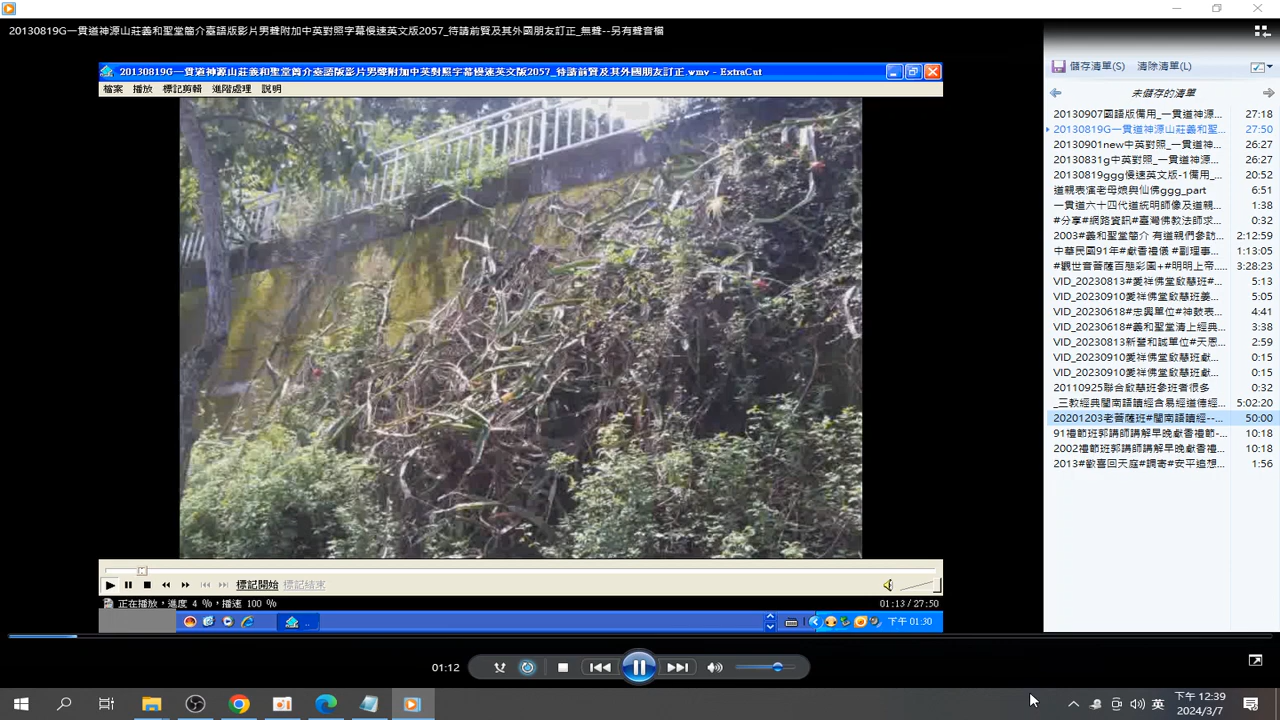 20130819G一貫道神源山莊義和聖堂簡介臺語版影片男聲附加中英對照字幕慢速英文版2057_待請前賢及其外國朋友訂正_無聲--另有聲音檔
20130819G一貫道神源山莊義和聖堂簡介臺語版影片男聲附加中英對照字幕慢速英文版2057_待請前賢及其外國朋友訂正.wmv - ExtraCut
檔案 播放 標記剪輯 進階處理 說明
儲存清單(S) 清除清單(L)
未儲存的清單
20130907國語版備用_一貫道神源... 27:18
20130819G一貫道神源山莊義和聖... 27:50
20130901new中英對照_一貫道神... 26:27
20130831g中英對照_一貫道神源... 26:27
20130819ggg慢速英文版-1備用_... 20:52
道親表演老母娘與仙佛ggg_part 6:51
一貫道六十四代道統明師像及道親... 1:38
#分享#網路資訊#臺灣佛教法師求... 0:32
2003#義和聖堂簡介 有道親們參訪... 2:12:59
中華民國91年#獻香禮儀 #副理事... 1:13:05
#觀世音菩薩百態彩圖+#明明上帝..... 3:28:23
VID_20230813#愛祥佛堂啟慧班#... 5:13
VID_20230910愛祥佛堂啟慧班姜... 5:05
VID_20230618#忠興單位#神鼓表... 4:41
VID_20230618#義和聖堂清上經典... 3:38
VID_20230813新營和誠單位#天恩... 2:59
VID_20230910愛祥佛堂啟慧班獻... 0:15
VID_20230910愛祥佛堂啟慧班獻... 0:15
20110925聯合啟慧班參班者很多 0:32
_三教經典閩南語讀經含易經道德經... 5:02:20
20201203老菩薩班#閩南語讀經--... 50:00
91禮節班郭講師講解早晚獻香禮節-... 10:18
2002禮節班郭講師講解早晚獻香禮... 10:18
2013#歡喜回天庭#調寄#安平追想... 1:56
標記開始 標記結束
正在播放，進度 4 %，播速 100 % 01:13 / 27:50
下午 01:30
01:12
英
下午 12:39
2024/3/7